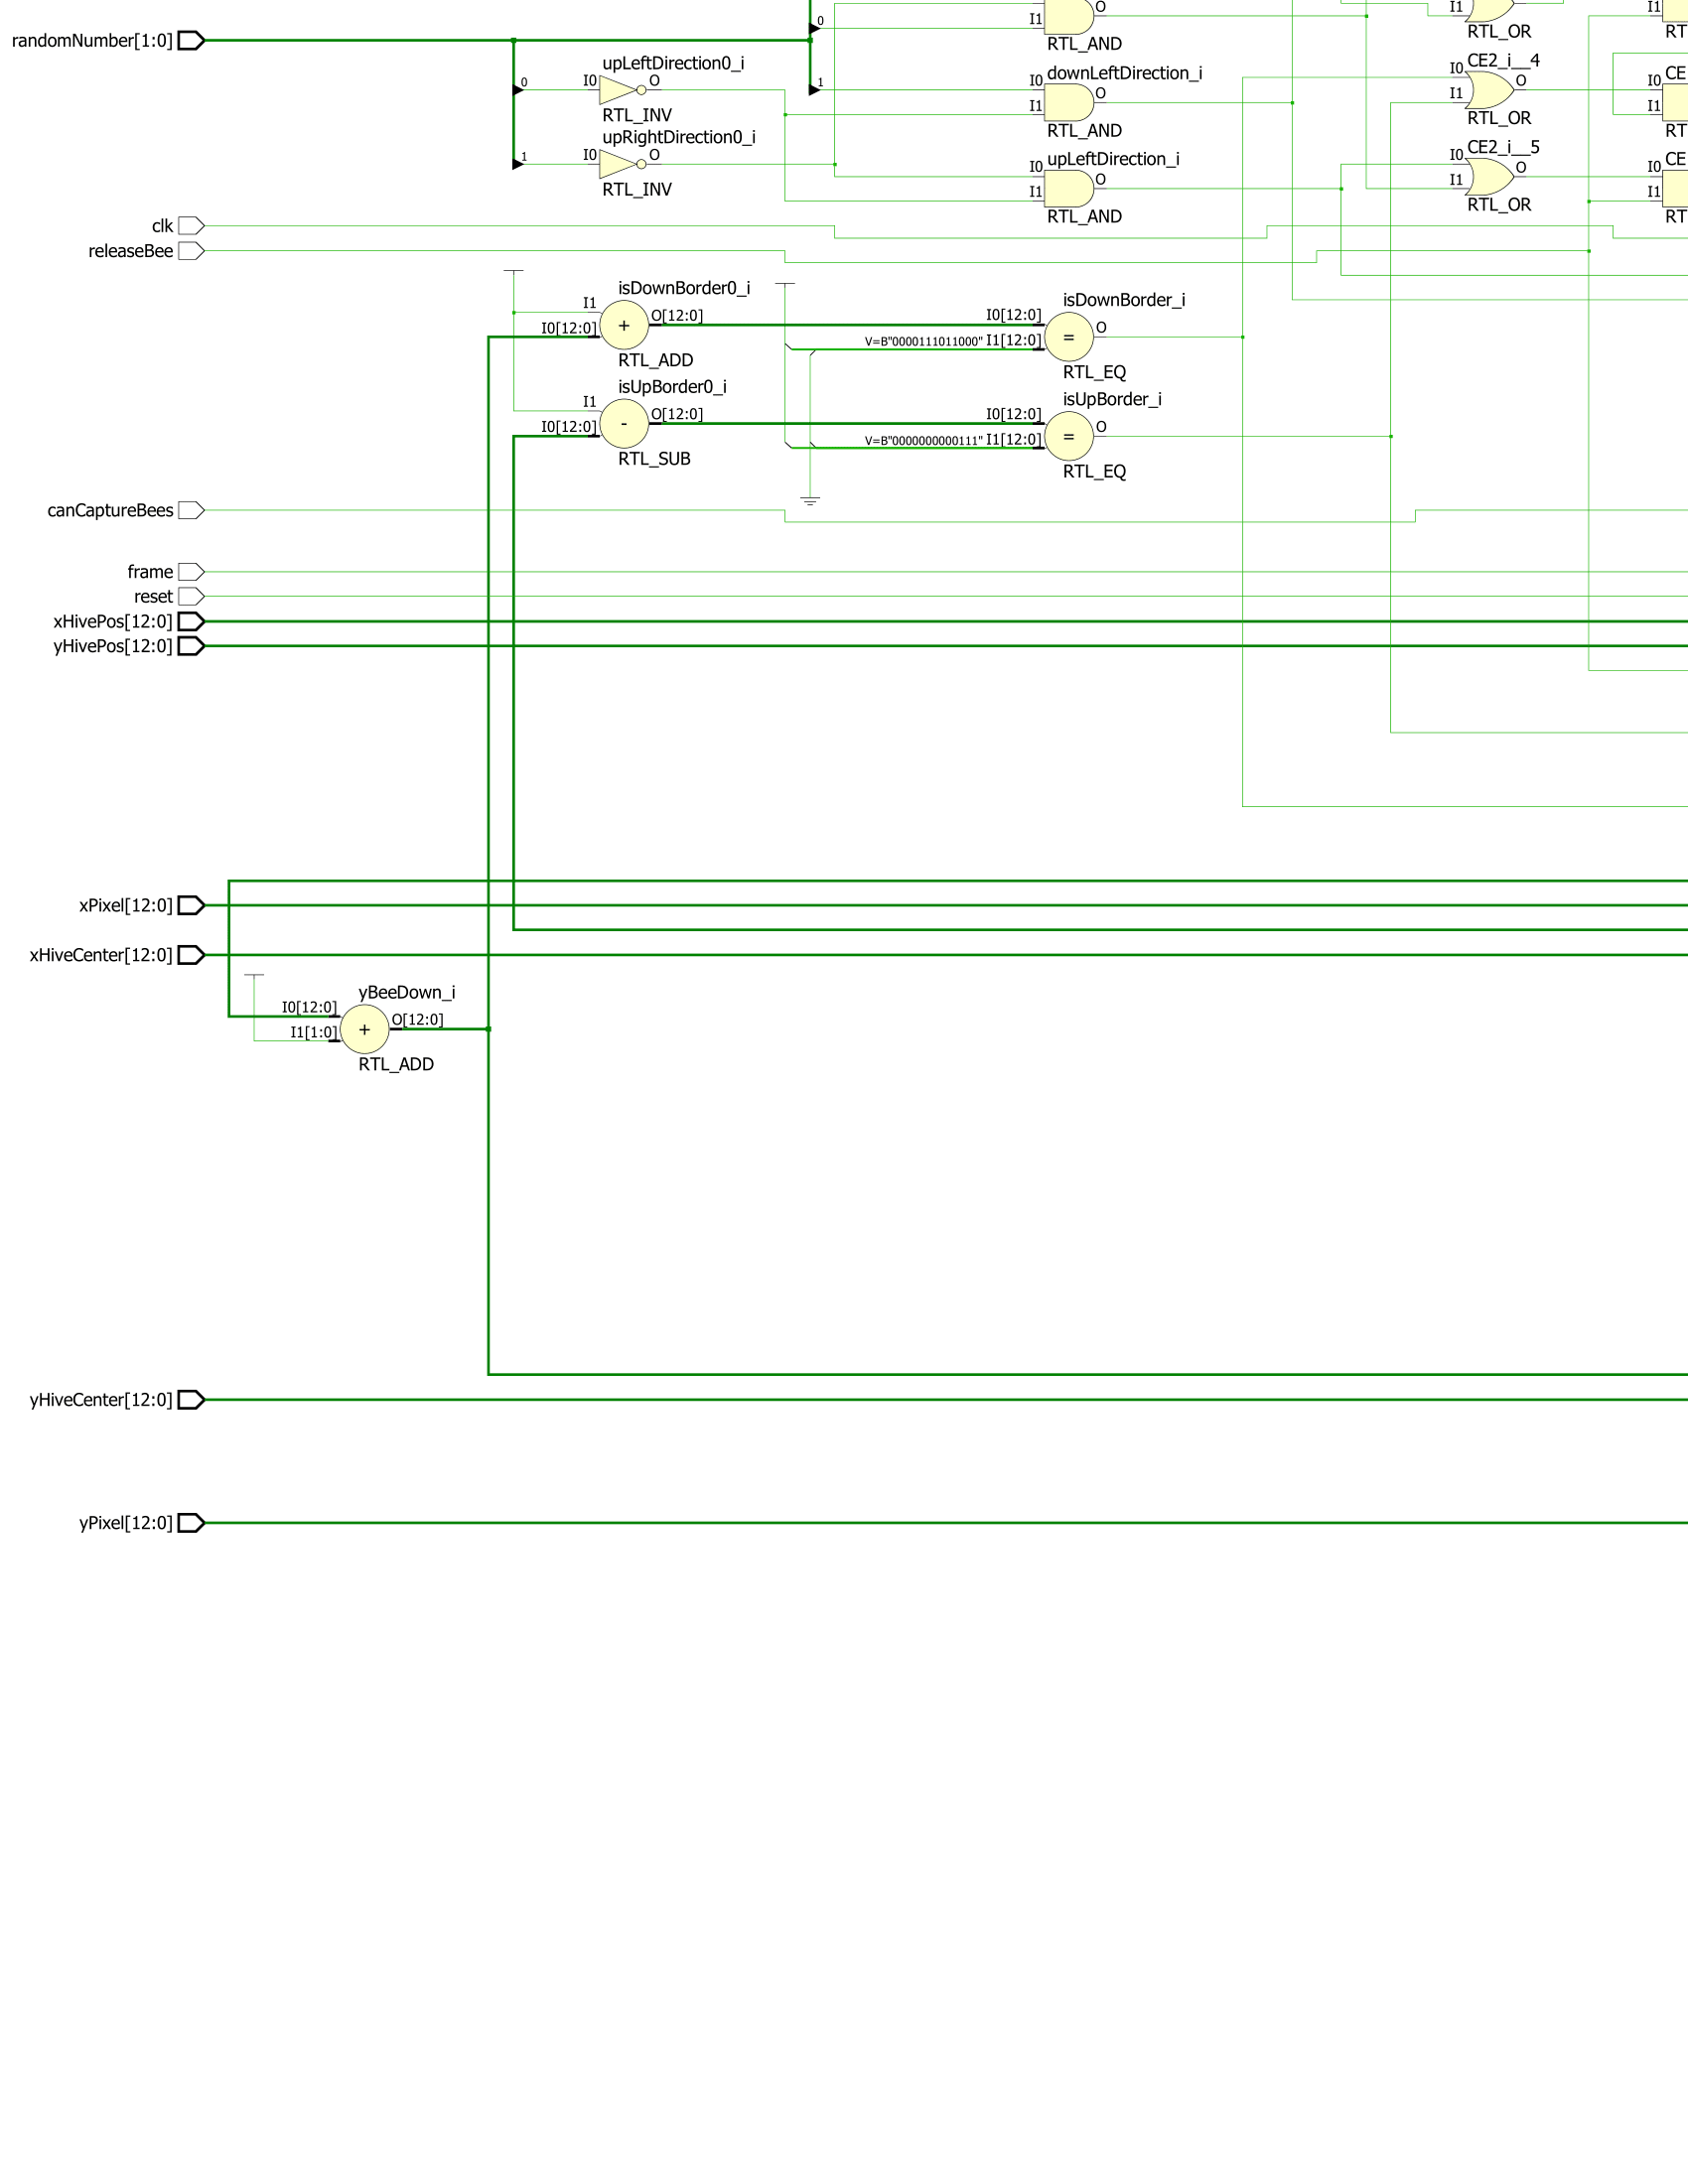 0
I1
O
RTL_AND
I1
RTL_OR
I1
RT
randomNumber[1:0]
0
I0
upLeftDirection0_i
O
RTL_INV
1
I0
I1
downLeftDirection_i
O
RTL_AND
I0
I1
CE2_i__4
O
RTL_OR
I0
I1
CE
RT
1
I0
upRightDirection0_i
O
RTL_INV
I0
I1
upLeftDirection_i
O
RTL_AND
I0
I1
CE2_i__5
O
RTL_OR
I0
I1
CE
RT
clk
releaseBee
isDownBorder0_i
I1
I0[12:0]
+
O[12:0]
RTL_ADD
isDownBorder_i
I0[12:0]
V=B"0000111011000" I1[12:0]
=
O
RTL_EQ
isUpBorder0_i
I1
I0[12:0]
-
O[12:0]
RTL_SUB
isUpBorder_i
I0[12:0]
V=B"0000000000111" I1[12:0]
=
O
RTL_EQ
canCaptureBees
frame
reset
xHivePos[12:0]
yHivePos[12:0]
xPixel[12:0]
xHiveCenter[12:0]
yBeeDown_i
I0[12:0]
I1[1:0]
+
O[12:0]
RTL_ADD
yHiveCenter[12:0]
yPixel[12:0]